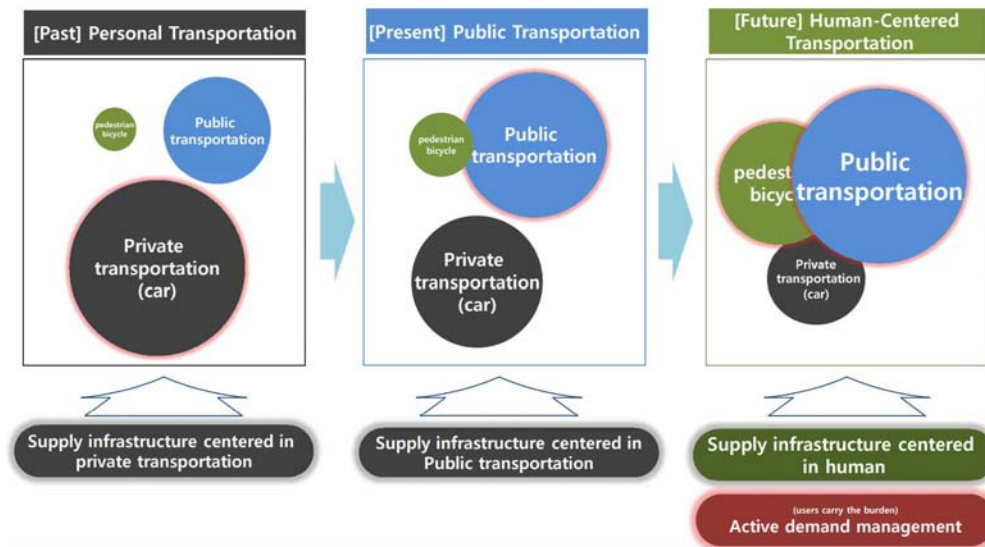 [Past] Personal Transportation
pedestrian
bicycle
Public
transportation
Private
transportation
(car)
Supply infrastructure centered in
private transportation
[Present] Public Transportation
pedestrian
bicycle
Public
transportation
Private
transportation
(car)
Supply infrastructure centered in
Public transportation
[Future] Human-Centered
Transportation
pedest
bicyc
Public
transportation
Private
transportation
(car)
Supply infrastructure centered
in human
(users carry the burden)
Active demand management